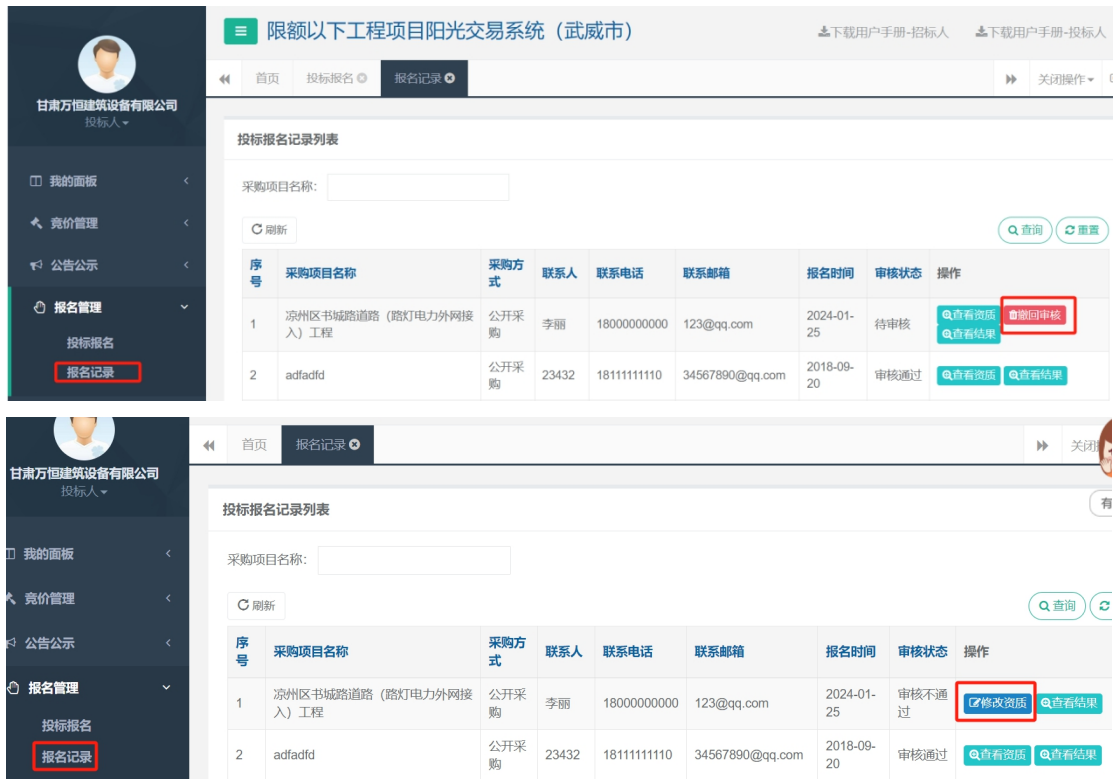 限额以下工程项目阳光交易系统（武威市）
下载用户手册-招标人
下载用户手册-投标人
首页
投标报名
报名记录
关闭操作
甘肃万恒建筑设备有限公司
投标人
我的面板
竞价管理
公告公示
报名管理
投标报名
报名记录
投标报名记录列表
采购项目名称：
刷新
查询
重置
序号 采购项目名称 采购方式 联系人 联系电话 联系邮箱 报名时间 审核状态 操作
1 凉州区书城路道路（路灯电力外网接入）工程 公开采购 李丽 18000000000 123@qq.com 2024-01-25 待审核 查看资质 撤回审核 查看结果
2 adfadfd 公开采购 23432 18111111110 34567890@qq.com 2018-09-20 审核通过 查看资质 查看结果
首页
报名记录
关闭
甘肃万恒建筑设备有限公司
投标人
我的面板
竞价管理
公告公示
报名管理
投标报名
报名记录
投标报名记录列表
有
采购项目名称：
刷新
查询
序号 采购项目名称 采购方式 联系人 联系电话 联系邮箱 报名时间 审核状态 操作
1 凉州区书城路道路（路灯电力外网接入）工程 公开采购 李丽 18000000000 123@qq.com 2024-01-25 审核不通过 修改资质 查看结果
2 adfadfd 公开采购 23432 18111111110 34567890@qq.com 2018-09-20 审核通过 查看资质 查看结果